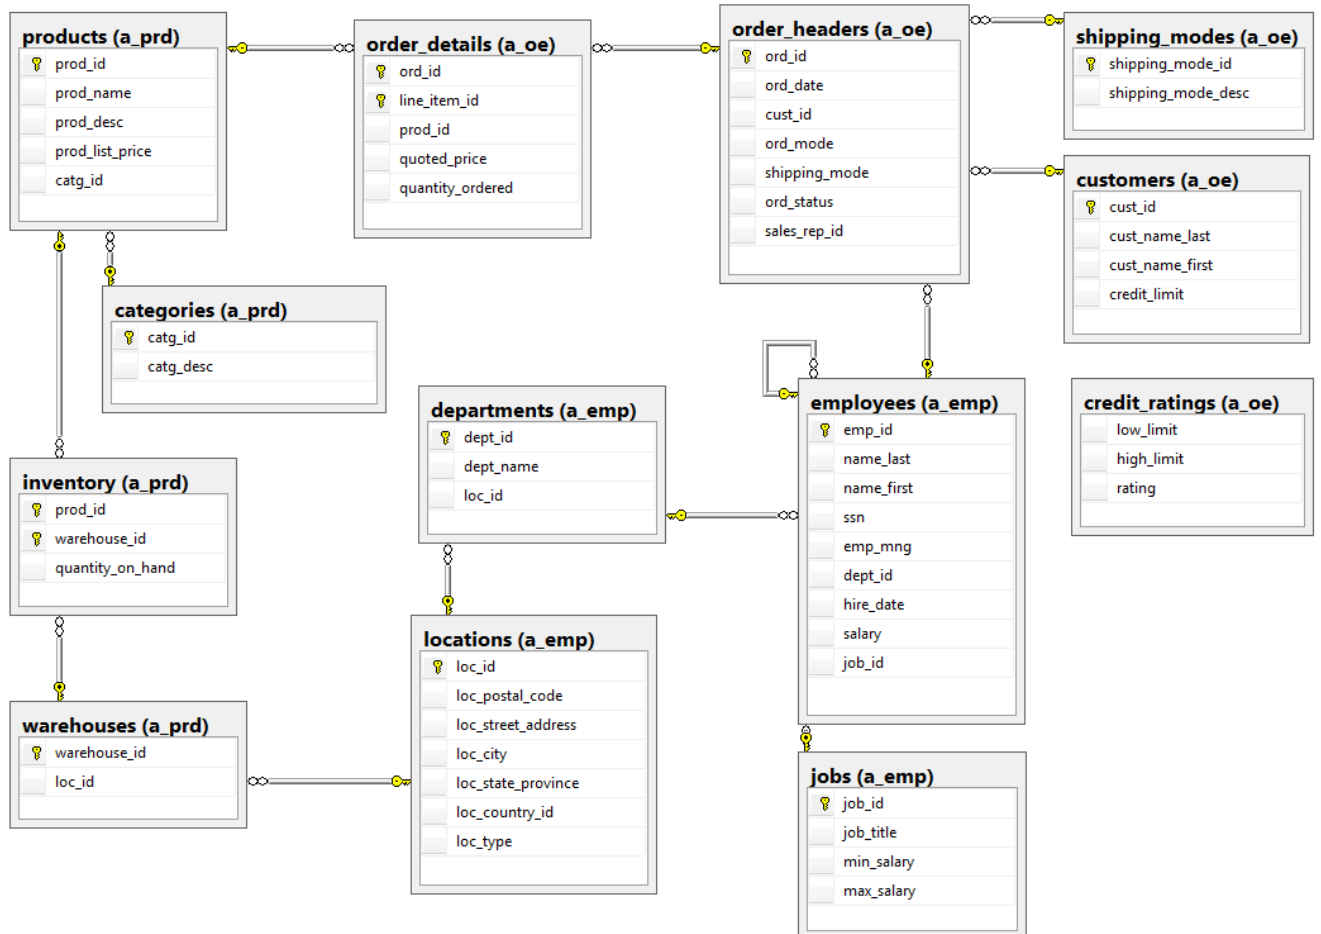 products (a_prd)
prod_id
prod_name
prod_desc
prod_list_price
catg_id
order_details (a_oe)
ord_id
line_item_id
prod_id
quoted_price
quantity_ordered
order_headers (a_oe)
ord_id
ord_date
cust_id
ord_mode
shipping_mode
ord_status
sales_rep_id
shipping_modes (a_oe)
shipping_mode_id
shipping_mode_desc
customers (a_oe)
cust_id
cust_name_last
cust_name_first
credit_limit
categories (a_prd)
catg_id
catg_desc
departments (a_emp)
dept_id
dept_name
loc_id
employees (a_emp)
emp_id
name_last
name_first
ssn
emp_mng
dept_id
hire_date
salary
job_id
credit_ratings (a_oe)
low_limit
high_limit
rating
inventory (a_prd)
prod_id
warehouse_id
quantity_on_hand
locations (a_emp)
loc_id
loc_postal_code
loc_street_address
loc_city
loc_state_province
loc_country_id
loc_type
warehouses (a_prd)
warehouse_id
loc_id
jobs (a_emp)
job_id
job_title
min_salary
max_salary